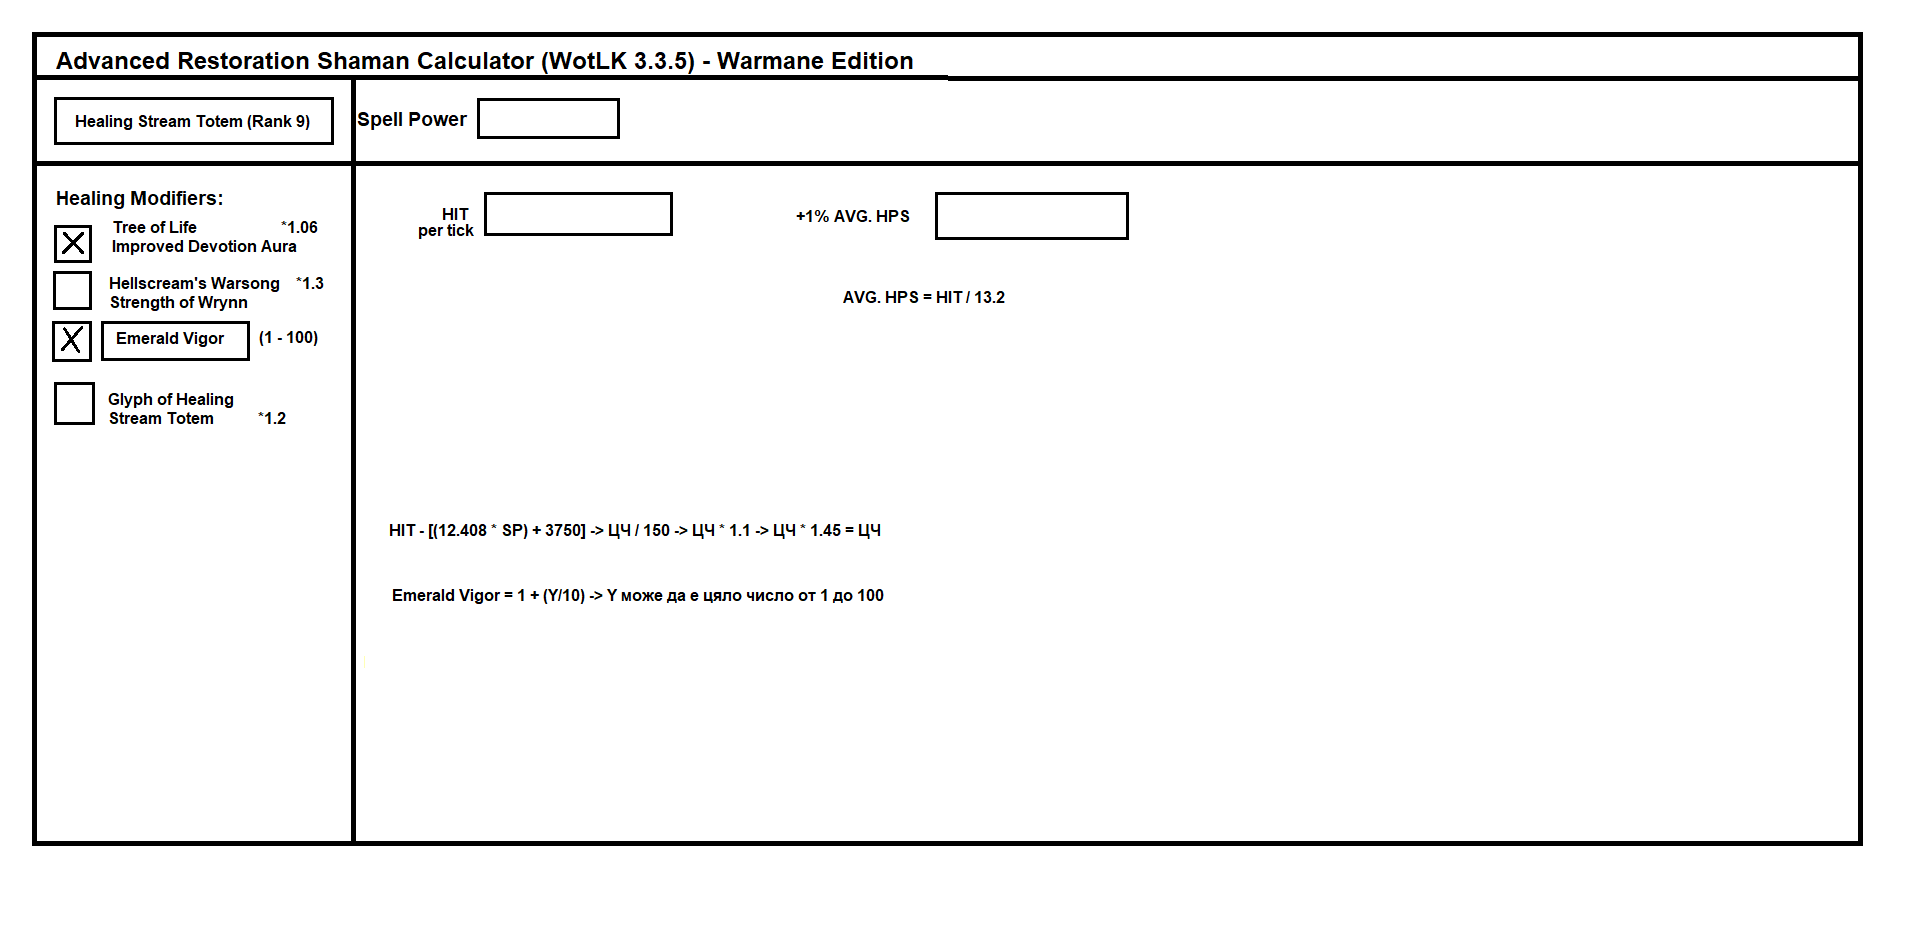 Advanced Restoration Shaman Calculator (WotLK 3.3.5) - Warmane Edition
Healing Stream Totem (Rank 9)
Spell Power
Healing Modifiers:
Tree of Life *1.06
Improved Devotion Aura
Hellscream's Warsong *1.3
Strength of Wrynn
Emerald Vigor (1 - 100)
Glyph of Healing
Stream Totem *1.2
HIT
per tick
+1% AVG. HPS
AVG. HPS = HIT / 13.2
HIT - [(12.408 * SP) + 3750] -> ЦЧ / 150 -> ЦЧ * 1.1 -> ЦЧ * 1.45 = ЦЧ
Emerald Vigor = 1 + (Y/10) -> Y може да е цяло число от 1 до 100